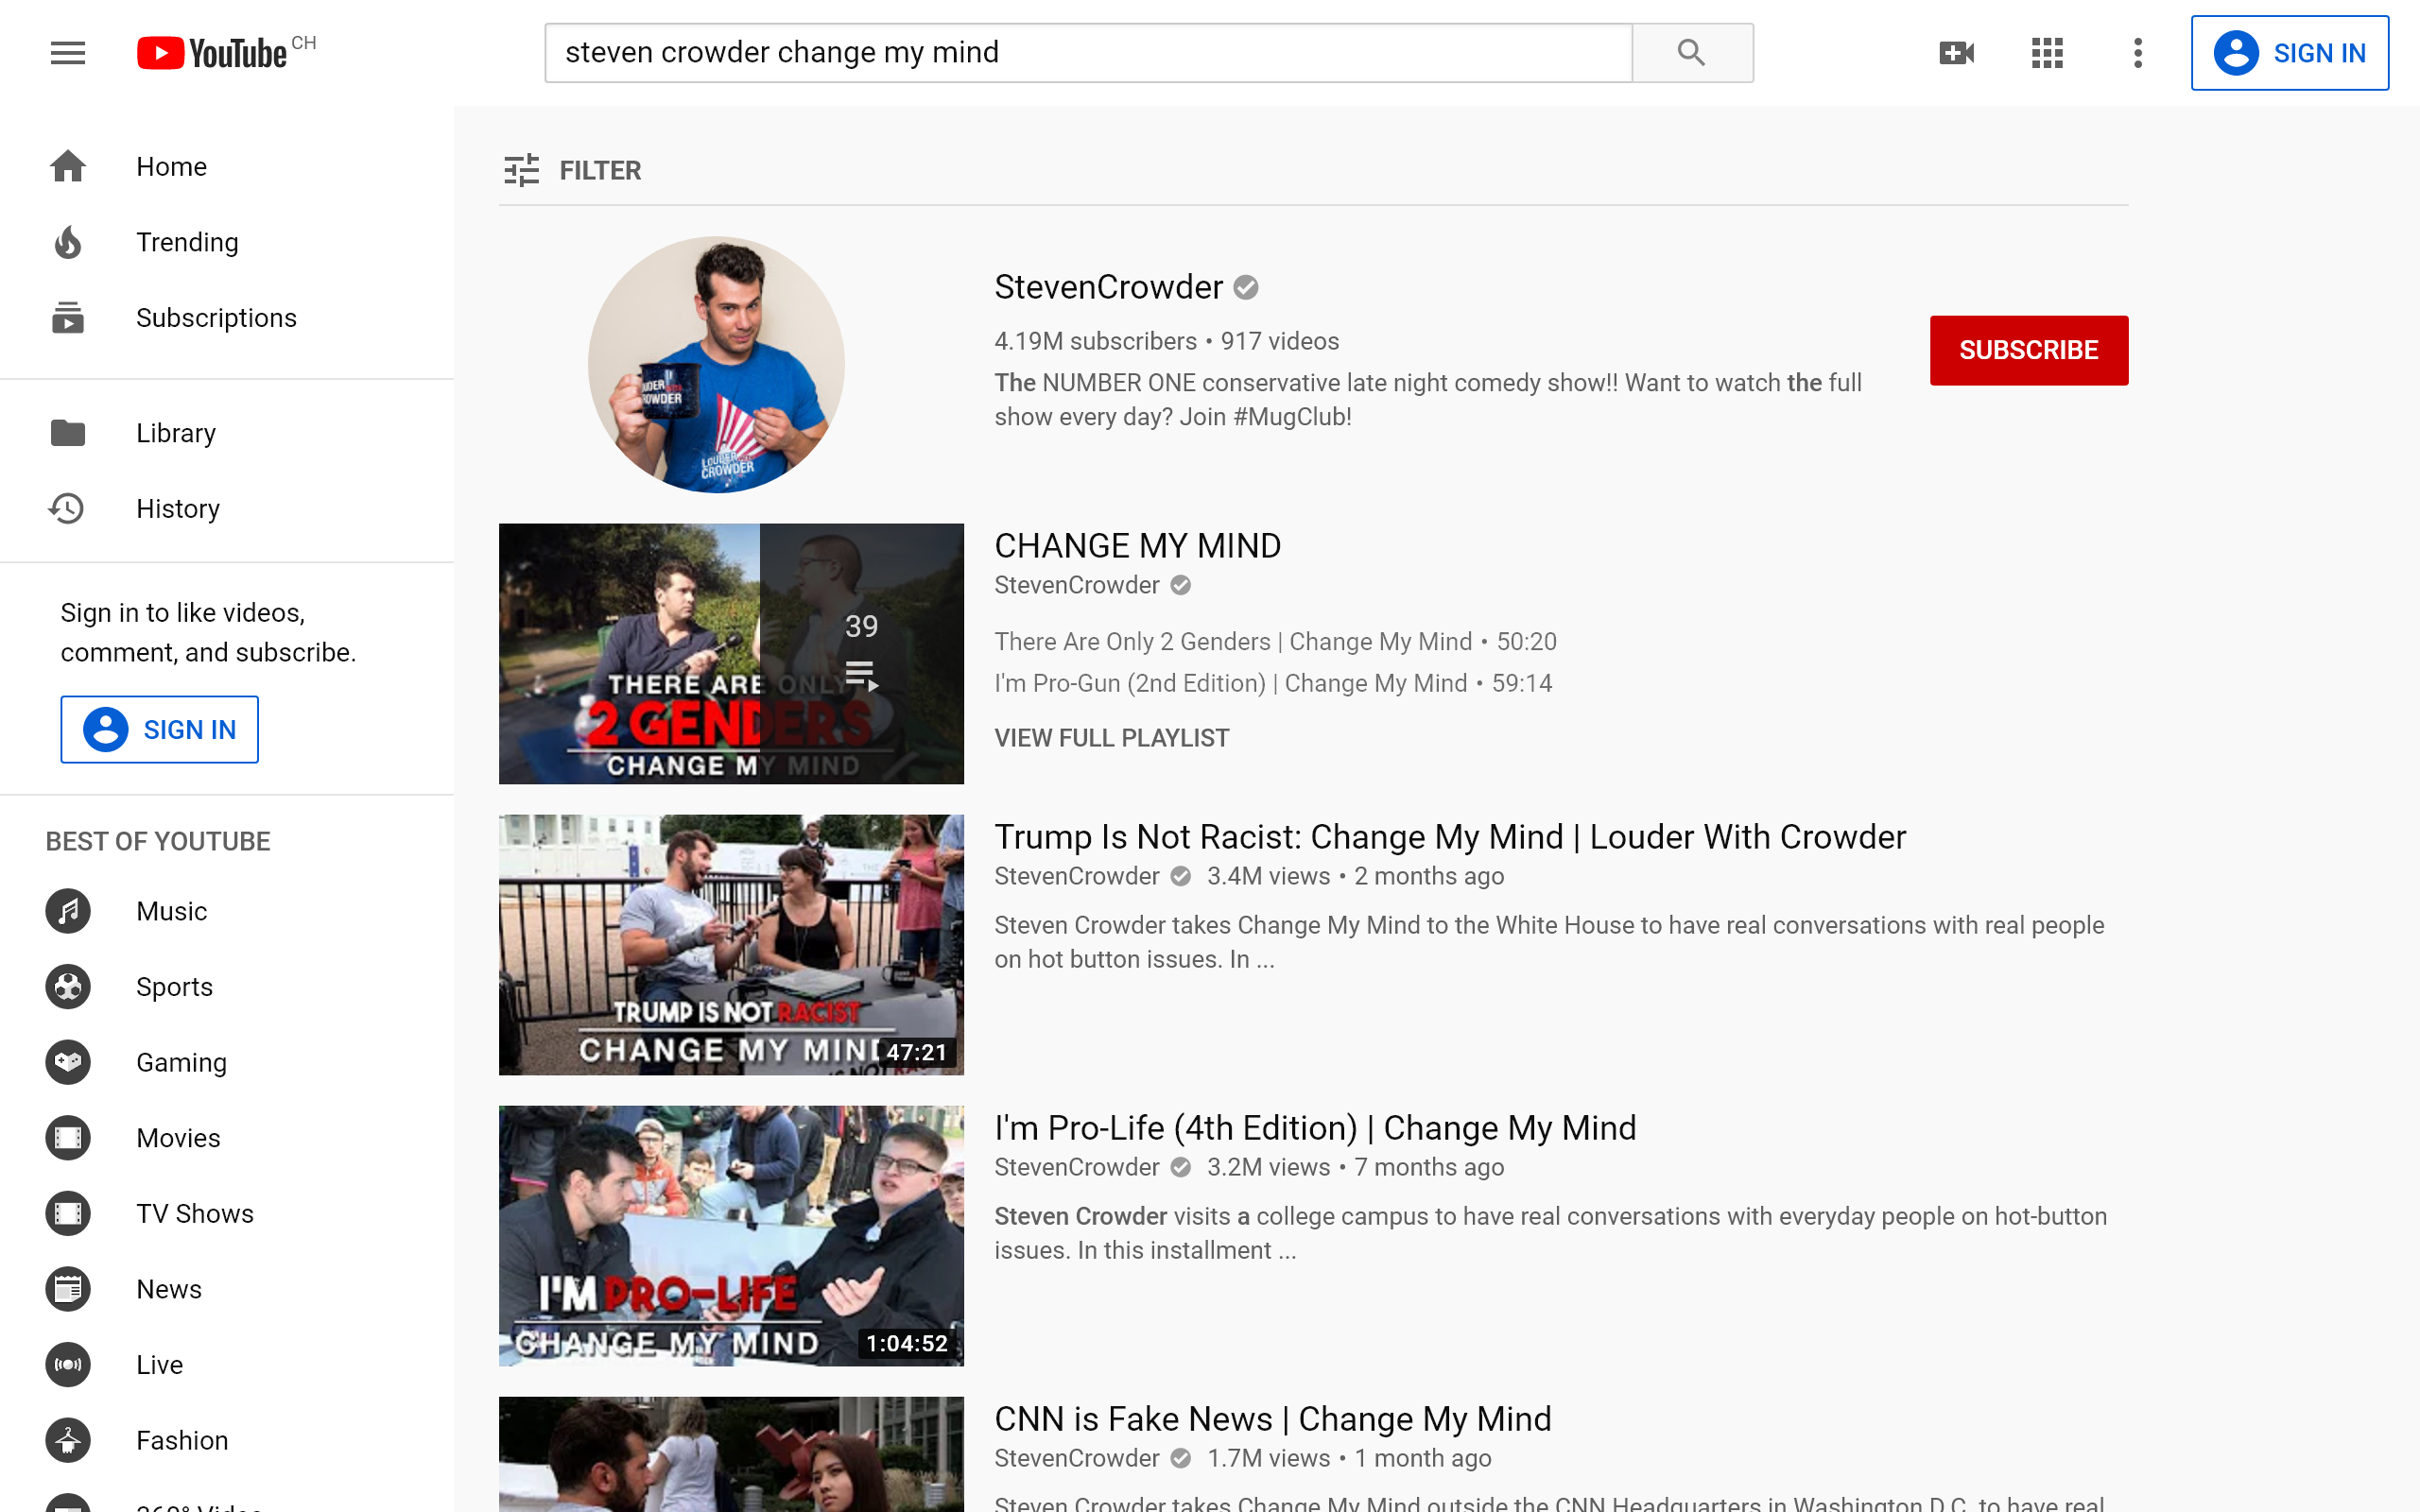 YouTube CH
steven crowder change my mind
SIGN IN
Home
Trending
Subscriptions
Library
History
Sign in to like videos,
comment, and subscribe.
SIGN IN
BEST OF YOUTUBE
Music
Sports
Gaming
Movies
TV Shows
News
Live
Fashion
FILTER
LOUDER
CROWDER
StevenCrowder
4.19M subscribers • 917 videos
The NUMBER ONE conservative late night comedy show!! Want to watch the full
show every day? Join #MugClub!
SUBSCRIBE
39
THERE ARE ONLY
2 GENDERS
CHANGE MY MIND
CHANGE MY MIND
StevenCrowder
There Are Only 2 Genders | Change My Mind • 50:20
I'm Pro-Gun (2nd Edition) | Change My Mind • 59:14
VIEW FULL PLAYLIST
TRUMP IS NOT RACIST
CHANGE MY MIND
47:21
Trump Is Not Racist: Change My Mind | Louder With Crowder
StevenCrowder 3.4M views • 2 months ago
Steven Crowder takes Change My Mind to the White House to have real conversations with real people
on hot button issues. In ...
I'M PRO-LIFE
CHANGE MY MIND
1:04:52
I'm Pro-Life (4th Edition) | Change My Mind
StevenCrowder 3.2M views • 7 months ago
Steven Crowder visits a college campus to have real conversations with everyday people on hot-button
issues. In this installment ...
CNN is Fake News | Change My Mind
StevenCrowder 1.7M views • 1 month ago
Steven Crowder takes Change My Mind outside the CNN Headquarters in Washington D.C. to have real